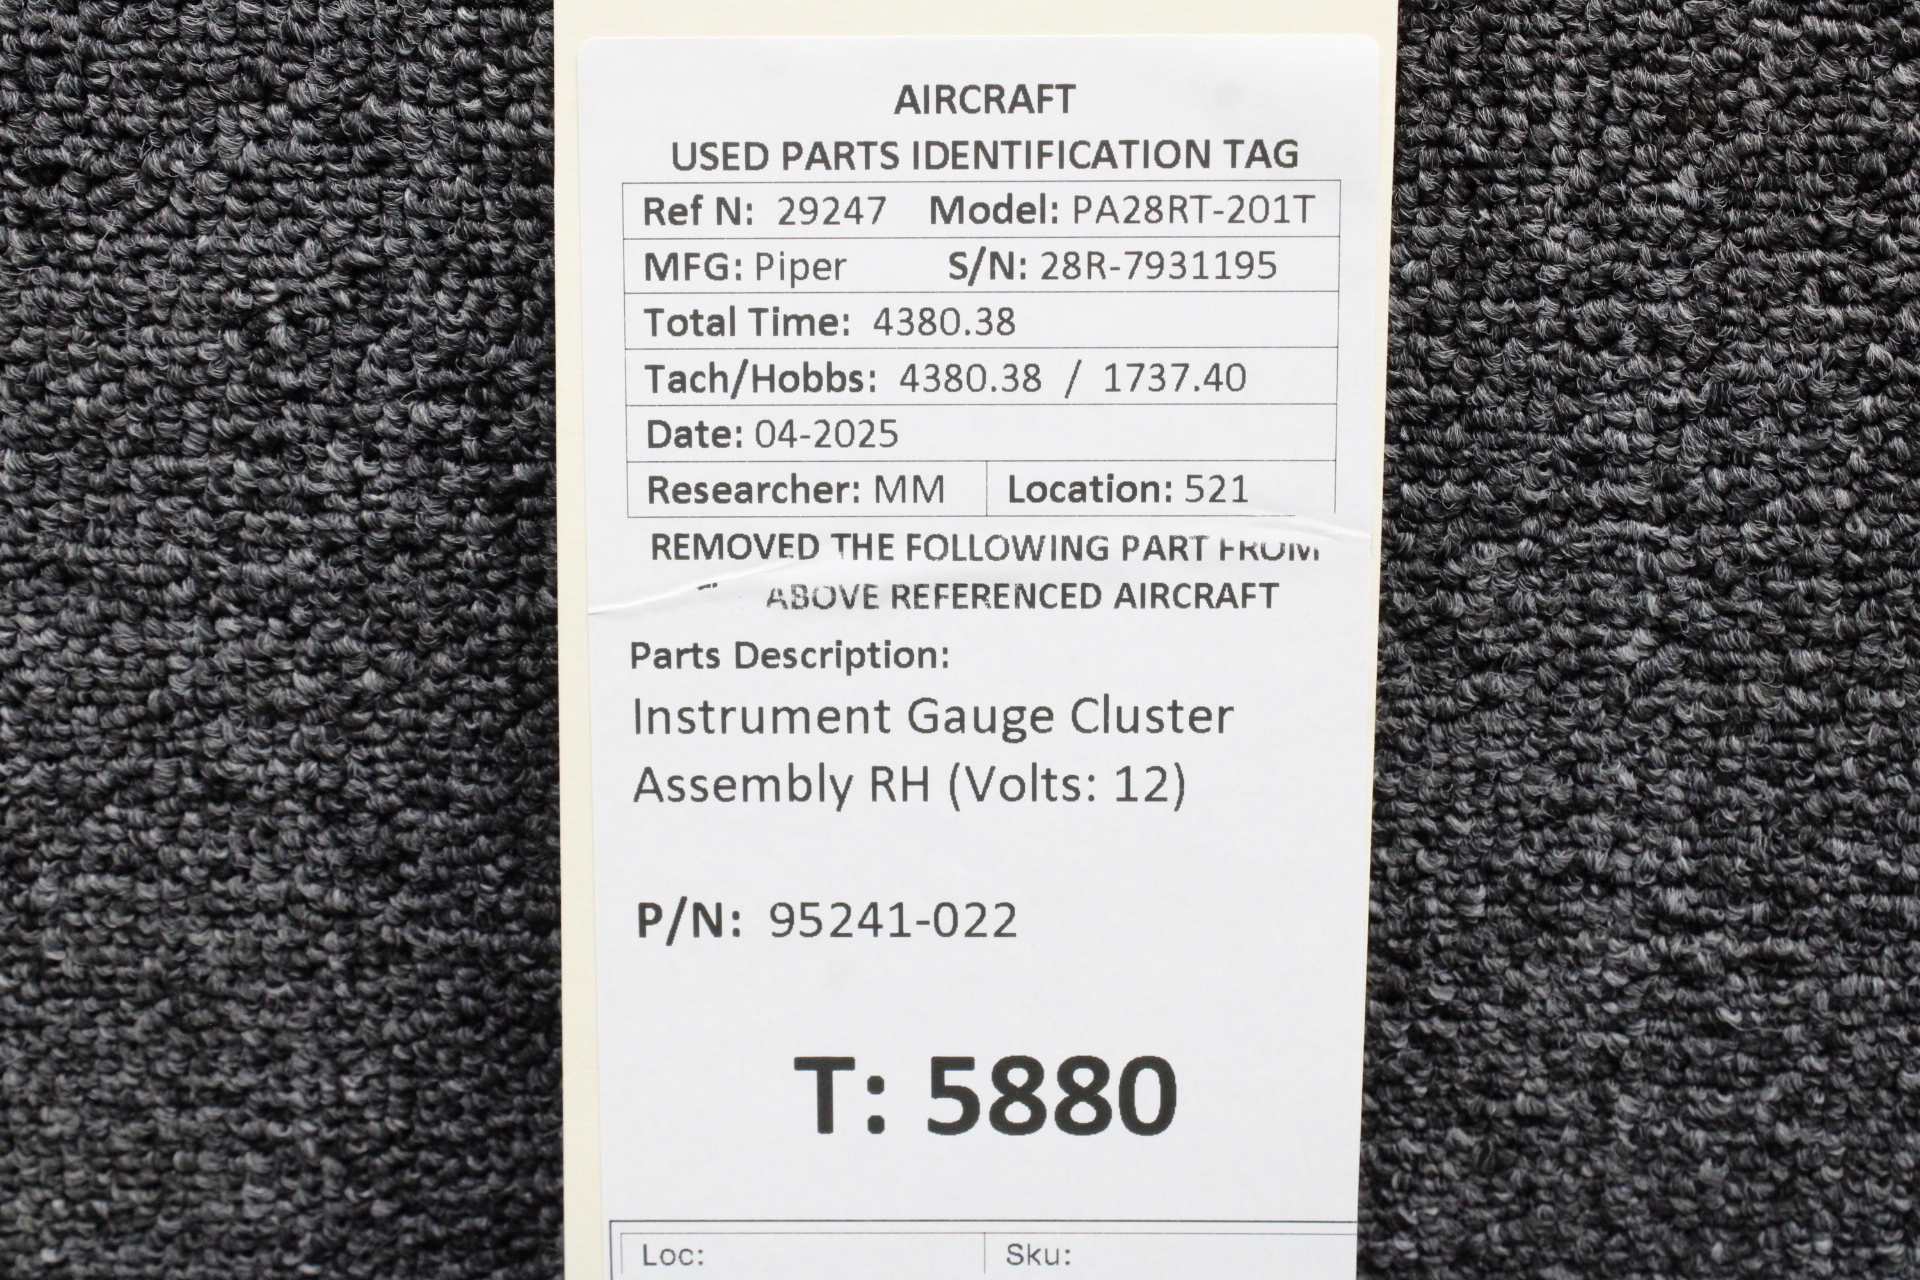 AIRCRAFT
USED PARTS IDENTIFICATION TAG
Ref N: 29247 Model: PA28RT-201T
MFG: Piper S/N: 28R-7931195
Total Time: 4380.38
Tach/Hobbs: 4380.38 / 1737.40
Date: 04-2025
Researcher: MM Location: 521
REMOVED THE FOLLOWING PART FROM
ABOVE REFERENCED AIRCRAFT
Parts Description:
Instrument Gauge Cluster
Assembly RH (Volts: 12)
P/N: 95241-022
T: 5880
Loc: Sku: